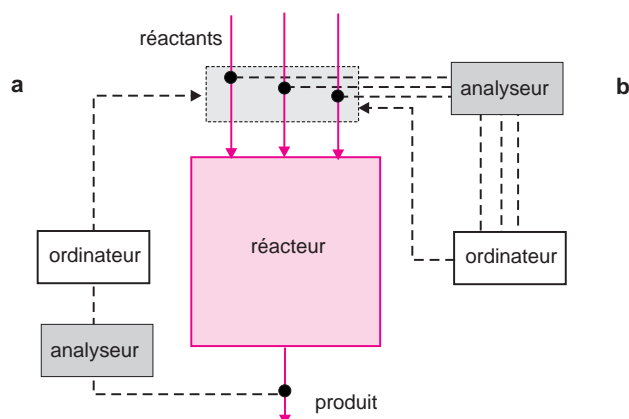 réactants
a
analyseur
b
ordinateur
réacteur
ordinateur
analyseur
produit